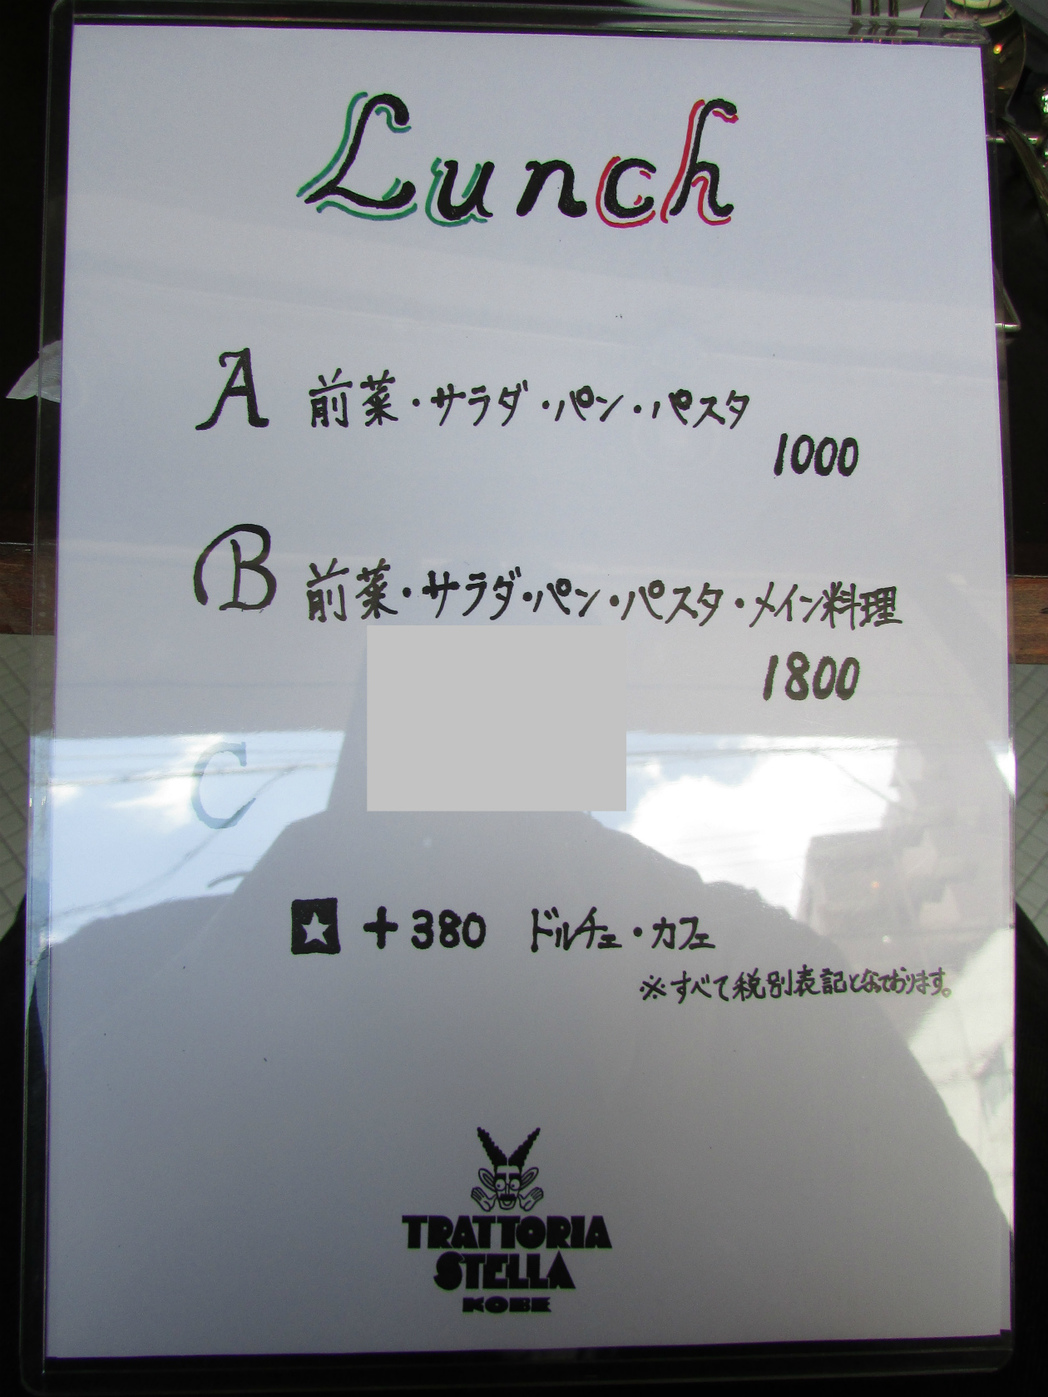 Lunch
A 前菜・サラダ・パン・パスタ
1000
B 前菜・サラダ・パン・パスタ・メイン料理
1800
C
+380 ドルチェ・カフェ
※すべて税別表記となっております。
TRATTORIA
STELLA
KOBE